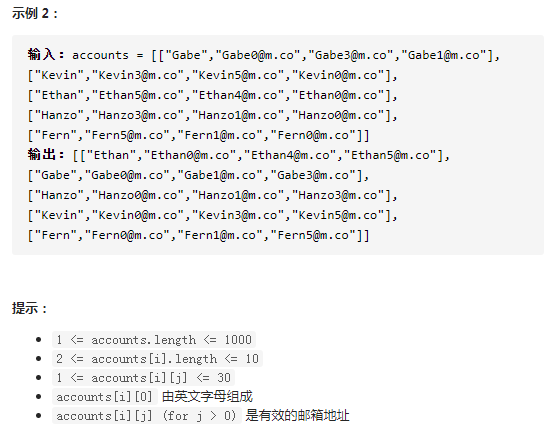 示例 2：
输入：accounts = [["Gabe","Gabe0@m.co","Gabe3@m.co","Gabe1@m.co"],
["Kevin","Kevin3@m.co","Kevin5@m.co","Kevin0@m.co"],
["Ethan","Ethan5@m.co","Ethan4@m.co","Ethan0@m.co"],
["Hanzo","Hanzo3@m.co","Hanzo1@m.co","Hanzo0@m.co"],
["Fern","Fern5@m.co","Fern1@m.co","Fern0@m.co"]]
输出：[["Ethan","Ethan0@m.co","Ethan4@m.co","Ethan5@m.co"],
["Gabe","Gabe0@m.co","Gabe1@m.co","Gabe3@m.co"],
["Hanzo","Hanzo0@m.co","Hanzo1@m.co","Hanzo3@m.co"],
["Kevin","Kevin0@m.co","Kevin3@m.co","Kevin5@m.co"],
["Fern","Fern0@m.co","Fern1@m.co","Fern5@m.co"]]
提示：
1 <= accounts.length <= 1000
2 <= accounts[i].length <= 10
1 <= accounts[i][j] <= 30
accounts[i][0] 由英文字母组成
accounts[i][j] (for j > 0) 是有效的邮箱地址